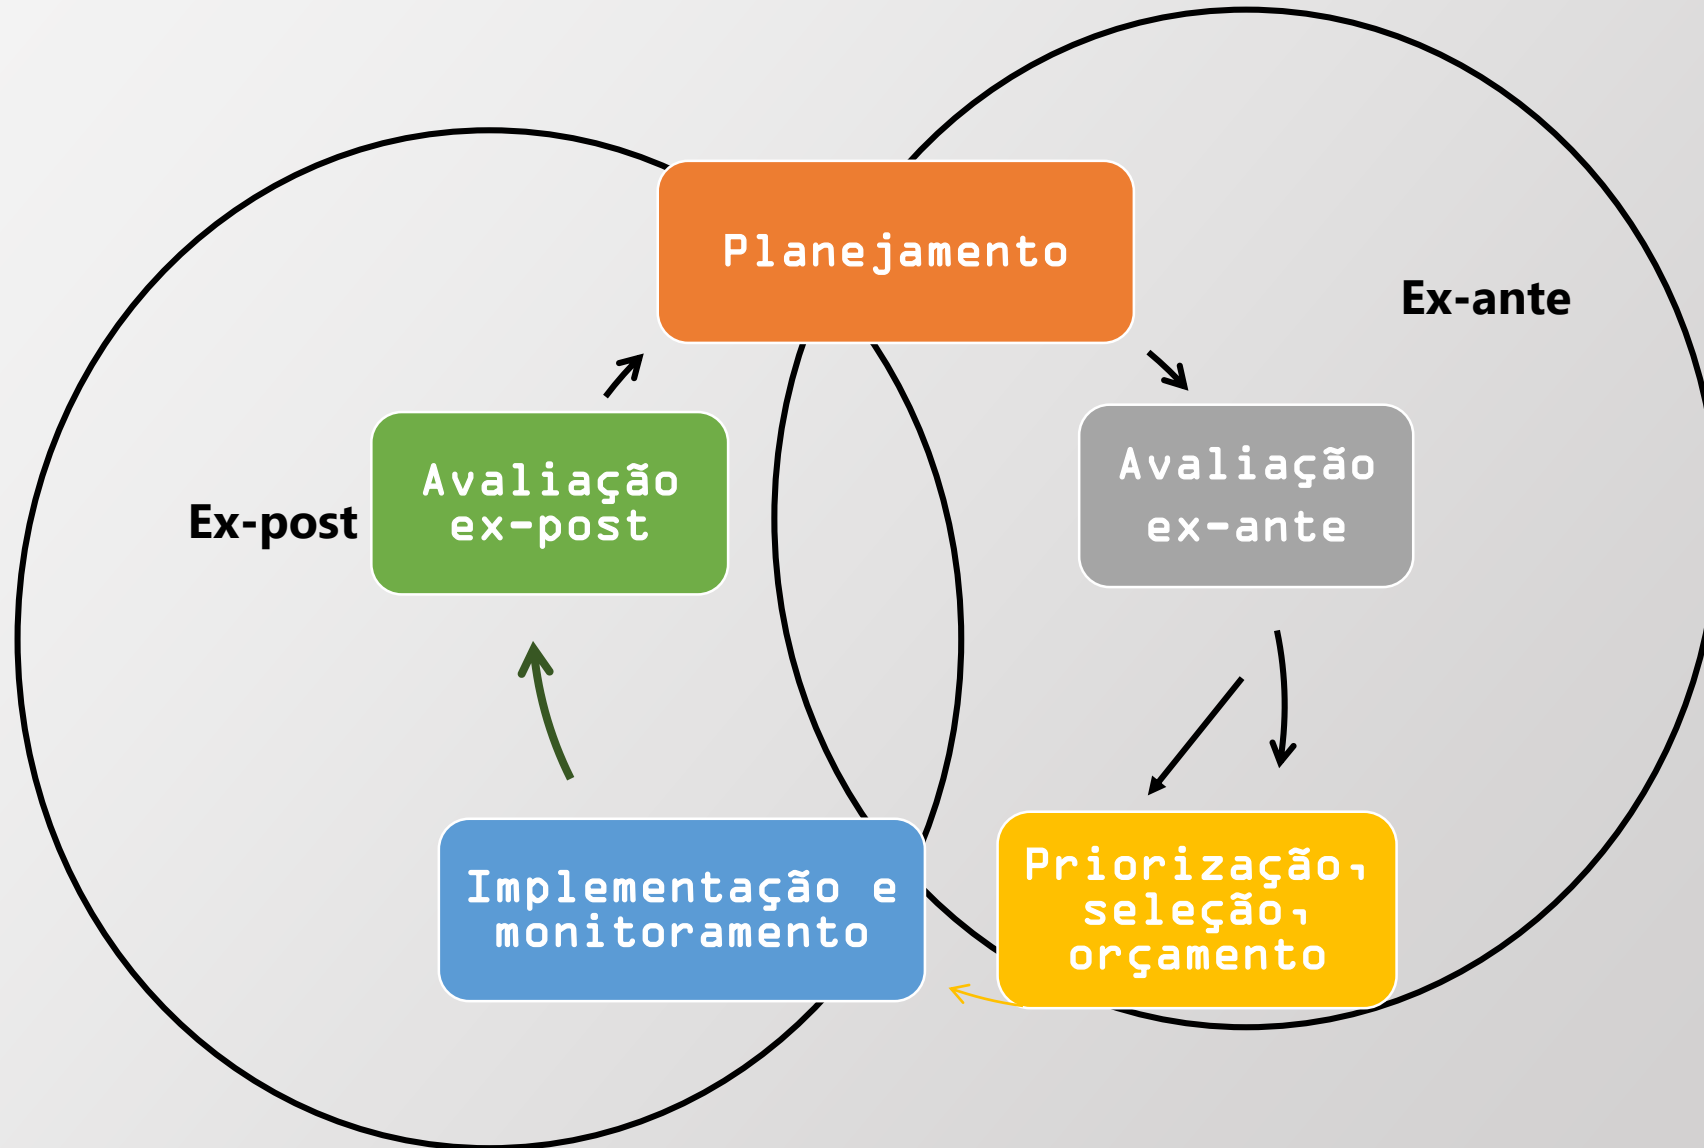 Planejamento
Ex-ante
Avaliação
ex-post
Ex-post
Avaliação
ex-ante
Implementação e
monitoramento
Priorização,
seleção,
orçamento